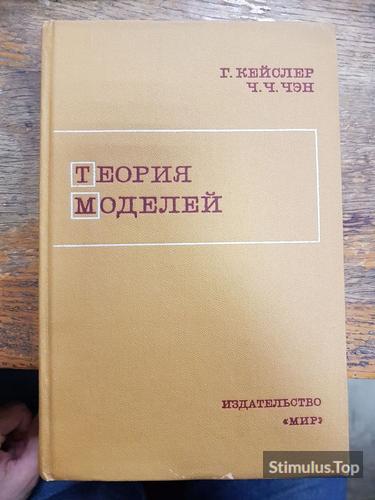 Г. КЕЙСЛЕР
Ч. Ч. ЧЭН
ТЕОРИЯ
МОДЕЛЕЙ
ИЗДАТЕЛЬСТВО
«МИР»
Stimulus.Top